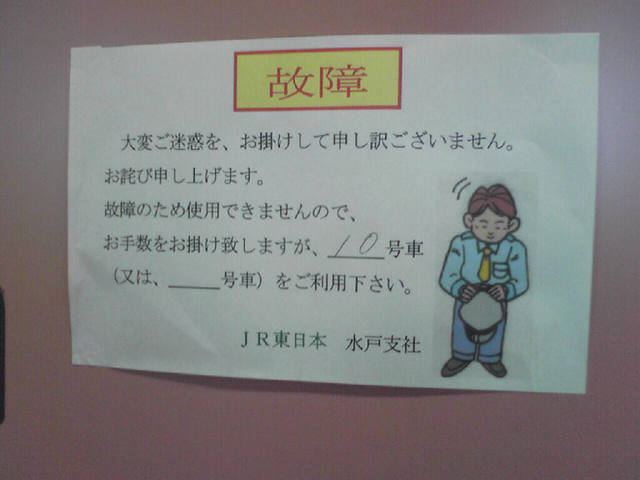 故障
大変ご迷惑を、お掛けして申し訳ございません。
お詫び申し上げます。
故障のため使用できませんので、
お手数をお掛け致しますが、10号車
（又は、_____号車）をご利用下さい。
JR東日本 水戸支社